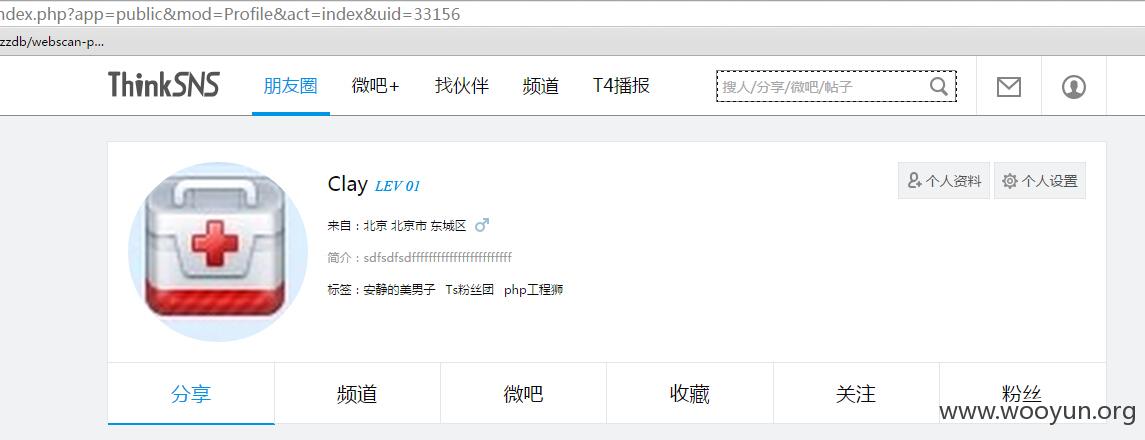 ndex.php?app=public&mod=Profile&act=index&uid=33156
zzdb/webscan-p...
ThinkSNS 朋友圈 微吧+ 找伙伴 频道 T4播报 搜人/分享/微吧/帖子
Clay LEV 01 个人资料 个人设置
来自：北京 北京市 东城区
简介：sdfsdfsdffffffffffffffffffffffff
标签：安静的美男子 Ts粉丝团 php工程狮
分享 频道 微吧 收藏 关注 粉丝
www.wooyun.org